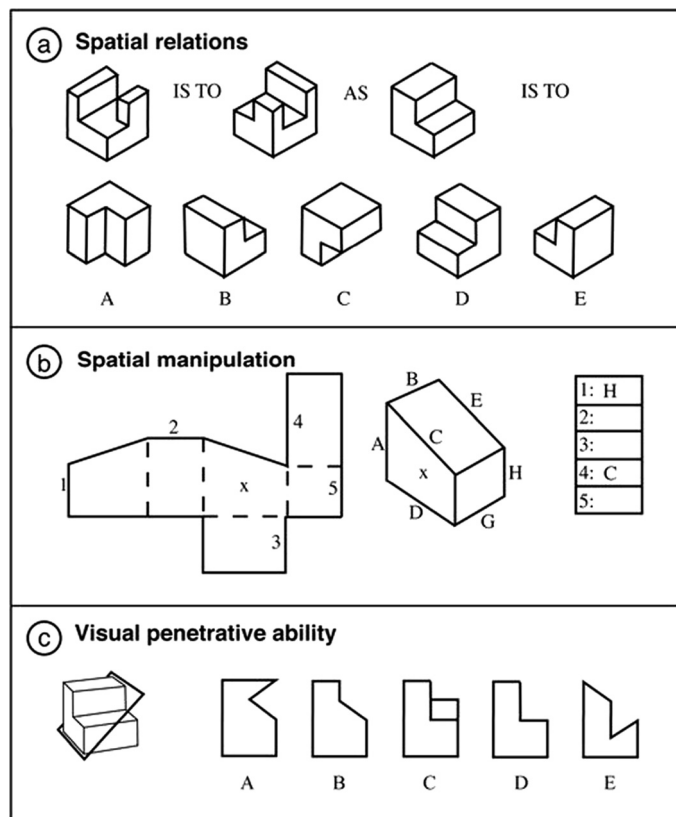 a Spatial relations
IS TO AS IS TO
A B C D E
b Spatial manipulation
1 2 x 3 4 5
A B C D E x G H
1: H
2:
3:
4: C
5:
c Visual penetrative ability
A B C D E